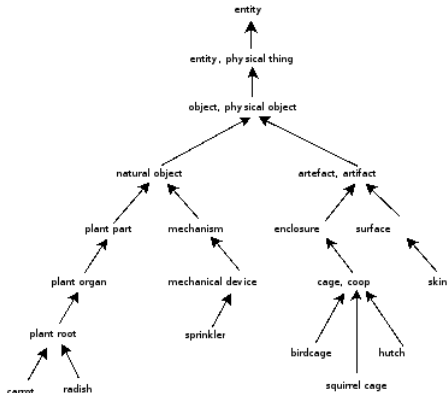 entity
entity, physical thing
object, physical object
natural object
artefact, artifact
plant part
mechanism
enclosure
surface
plant organ
mechanical device
cage, coop
skin
plant root
sprinkler
birdcage
hutch
squirrel cage
carrot
radish